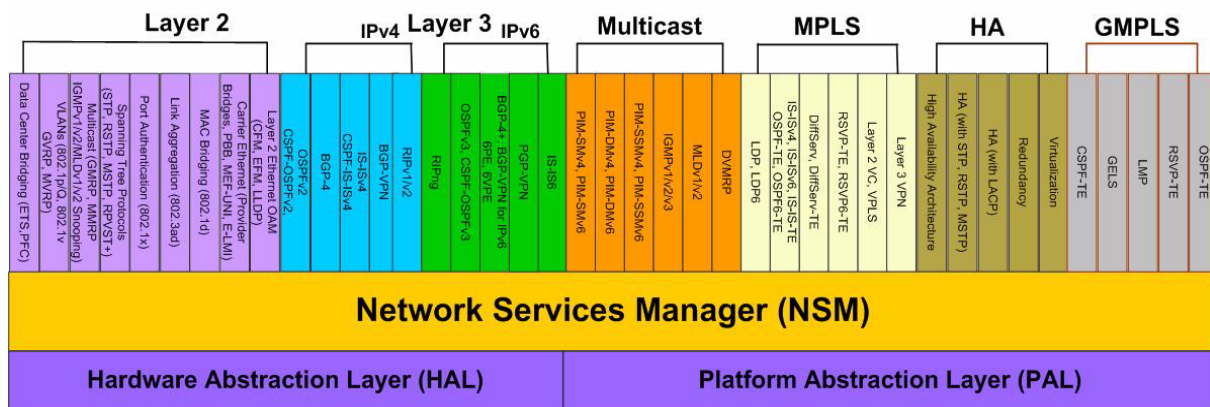 Layer 2
IPv4
Layer 3
IPv6
Multicast
MPLS
HA
GMPLS
Data Center Bridging (ETS,PFC)
VLANs (802.1p/Q, 802.1v
GVRP, MVRP)
Multicast (GMRP, MMRP
IGMPv1/v2/MLDv1/v2 Snooping)
Spanning Tree Protocols
(STP, RSTP, MSTP, RPVST+)
Port Authentication (802.1x)
Link Aggregation (802.3ad)
MAC Bridging (802.1d)
Carrier Ethernet (Provider
Bridges, PBB, MEF-UNI, E-LMI)
Layer 2 Ethernet OAM
(CFM, EFM, LLDP)
OSPFv2
CSPF-OSPFv2,
BGP-4
IS-ISv4
CSPF-IS-ISv4
BGP-VPN
RIPv1/v2
RIPng
OSPFv3, CSPF-OSPFv3
BGP-4+, BGP-VPN for IPv6
6PE, 6VPE
PGP-VPN
IS-IS6
PIM-SMv4, PIM-SMv6
PIM-DMv4, PIM-DMv6
PIM-SSMv4, PIM-SSMv6
IGMPv1/v2/v3
MLDv1/v2
DVMRP
LDP, LDP6
IS-ISv4, IS-ISv6, IS-IS-TE
OSPF-TE, OSPF6-TE
DiffServ, DiffServ-TE
RSVP-TE, RSVP6-TE
Layer 2 VC, VPLS
Layer 3 VPN
High Availability Architecture
HA (with STP, RSTP, MSTP)
HA (with LACP)
Redundancy
Virtualization
CSPF-TE
GELS
LMP
RSVP-TE
OSPF-TE
Network Services Manager (NSM)
Hardware Abstraction Layer (HAL)
Platform Abstraction Layer (PAL)